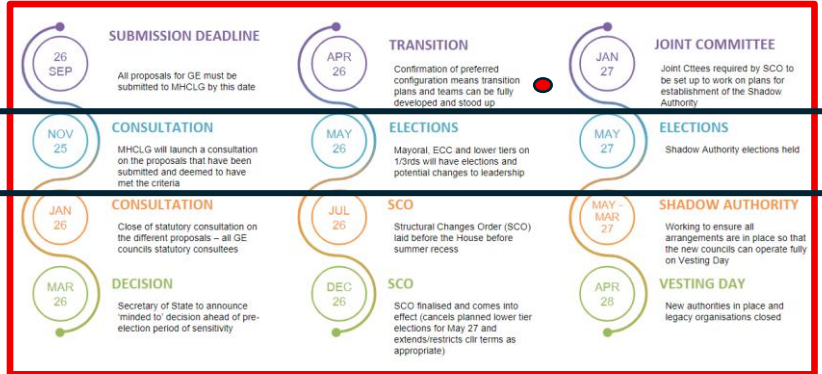 26
SEP
SUBMISSION DEADLINE
All proposals for GE must be
submitted to MHCLG by this date
NOV
25
CONSULTATION
MHCLG will launch a consultation
on the proposals that have been
submitted and deemed to have
met the criteria
JAN
26
CONSULTATION
Close of statutory consultation on
the different proposals – all GE
councils statutory consultees
MAR
26
DECISION
Secretary of State to announce
'minded to' decision ahead of pre-
election period of sensitivity
APR
26
TRANSITION
Confirmation of preferred
configuration means transition
plans and teams can be fully
developed and stood up
MAY
26
ELECTIONS
Mayoral, ECC and lower tiers on
1/3rds will have elections and
potential changes to leadership
JUL
26
SCO
Structural Changes Order (SCO)
laid before the House before
summer recess
DEC
26
SCO
SCO finalised and comes into
effect (cancels planned lower tier
elections for May 27 and
extends/restricts cllr terms as
appropriate)
JAN
27
JOINT COMMITTEE
Joint Cttees required by SCO to
be set up to work on plans for
establishment of the Shadow
Authority
MAY
27
ELECTIONS
Shadow Authority elections held
MAY -
MAR
27
SHADOW AUTHORITY
Working to ensure all
arrangements are in place so that
the new councils can operate fully
on Vesting Day
APR
28
VESTING DAY
New authorities in place and
legacy organisations closed